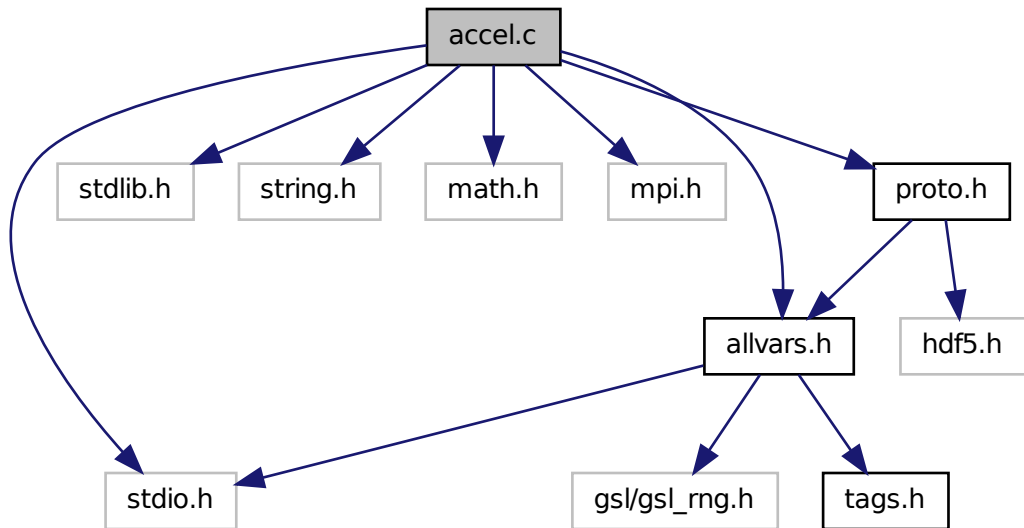 accel.c
stdlib.h
string.h
math.h
mpi.h
proto.h
allvars.h
hdf5.h
stdio.h
gsl/gsl_rng.h
tags.h